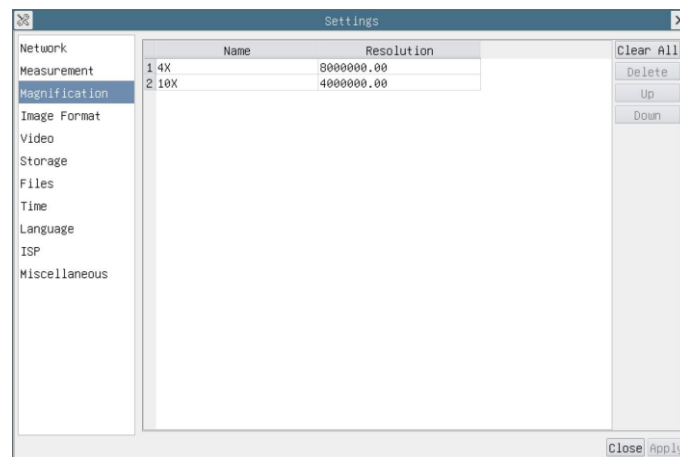 Settings
Network
Measurement
Magnification
Image Format
Video
Storage
Files
Time
Language
ISP
Miscellaneous
Name Resolution
1 4X 8000000.00
2 10X 4000000.00
Clear All
Delete
Up
Down
Close Apply